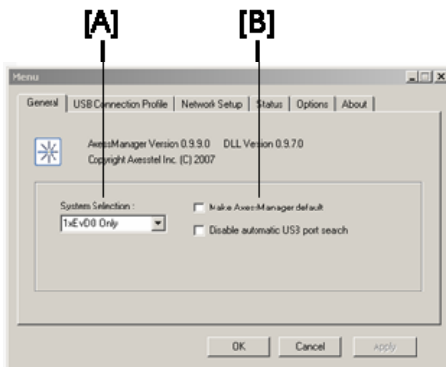 [A] [B]
Menu
General USB Connection Profile Network Setup Status Options About
AxessManager Version 0.9.9.0 DLL Version 0.9.7.0
Copyright Axesstel Inc. (C) 2007
System Selection : Make AxessManager default
1xEvD0 Only Disable automatic USB port search
OK Cancel Apply